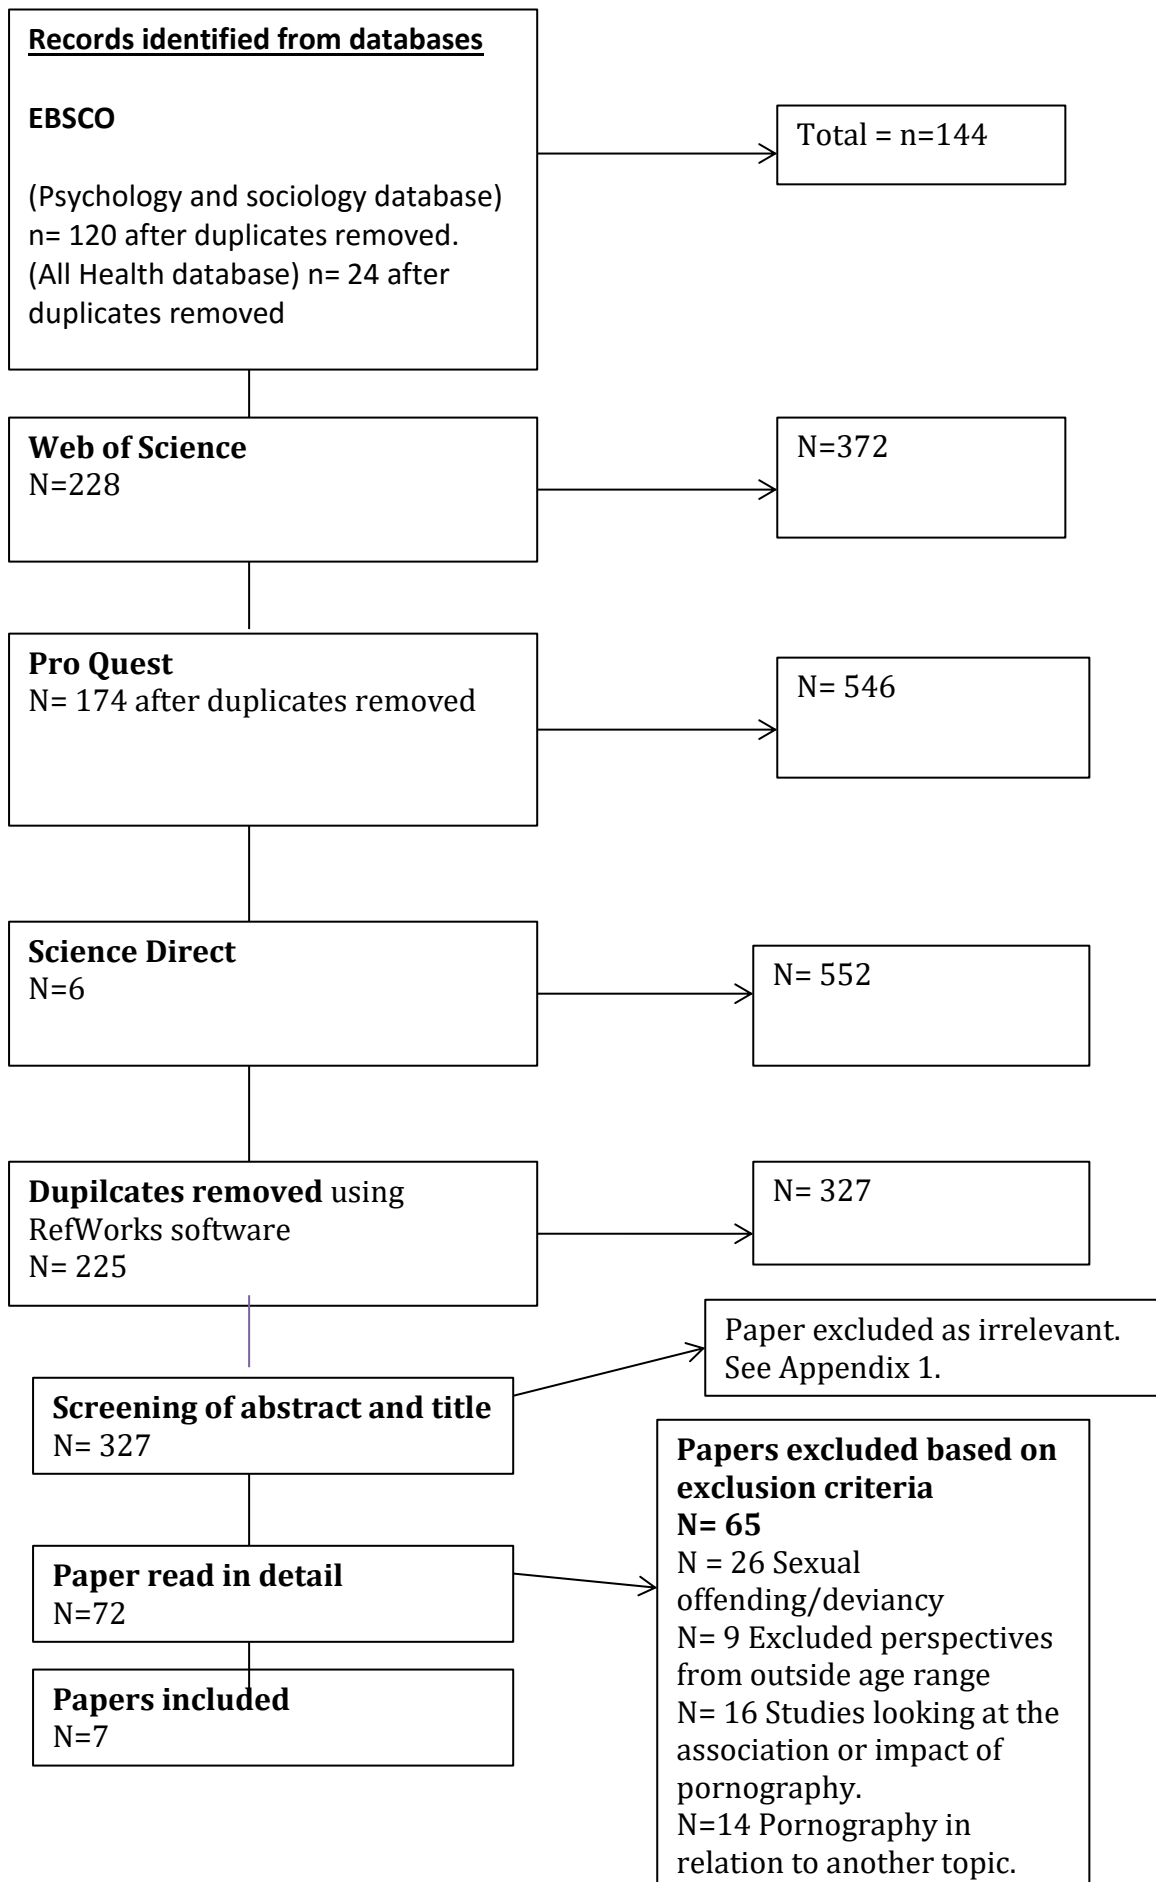 Records identified from databases
EBSCO
(Psychology and sociology database)
n= 120 after duplicates removed.
(All Health database) n= 24 after
duplicates removed
Total = n=144
Web of Science
N=228
N=372
Pro Quest
N= 174 after duplicates removed
N= 546
Science Direct
N=6
N= 552
Dupilcates removed using
RefWorks software
N= 225
N= 327
Paper excluded as irrelevant.
See Appendix 1.
Screening of abstract and title
N= 327
Papers excluded based on
exclusion criteria
N= 65
N = 26 Sexual
offending/deviancy
N= 9 Excluded perspectives
from outside age range
N= 16 Studies looking at the
association or impact of
pornography.
N=14 Pornography in
relation to another topic.
Paper read in detail
N=72
Papers included
N=7